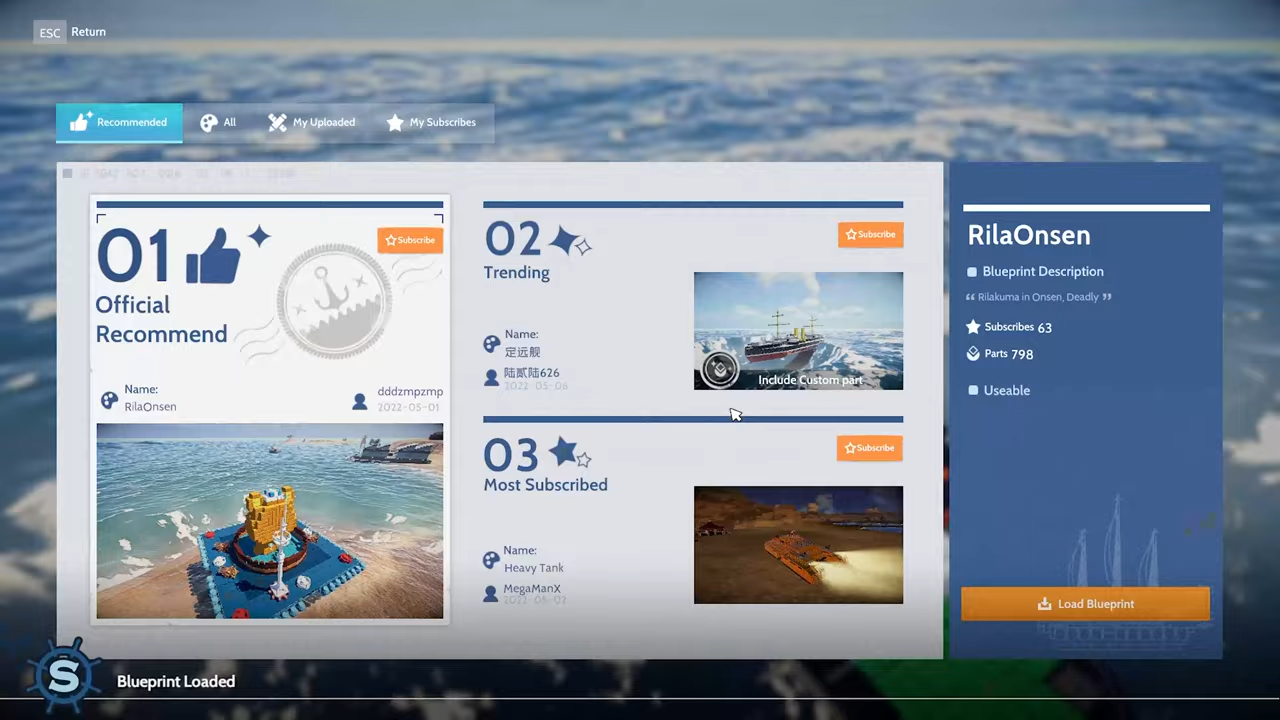 ESC Return
Recommended
All
My Uploaded
My Subscribes
01
Subscribe
Official
Recommend
Name:
RilaOnsen
dddzmpzmp
2022-05-01
02
Subscribe
Trending
Name:
定远舰
陆贰陆626
2022-05-06
Include Custom part
03
Subscribe
Most Subscribed
Name:
Heavy Tank
MegaManX
RilaOnsen
Blueprint Description
“ Rilakuma in Onsen, Deadly ”
Subscribes 63
Parts 798
Useable
Load Blueprint
S
Blueprint Loaded